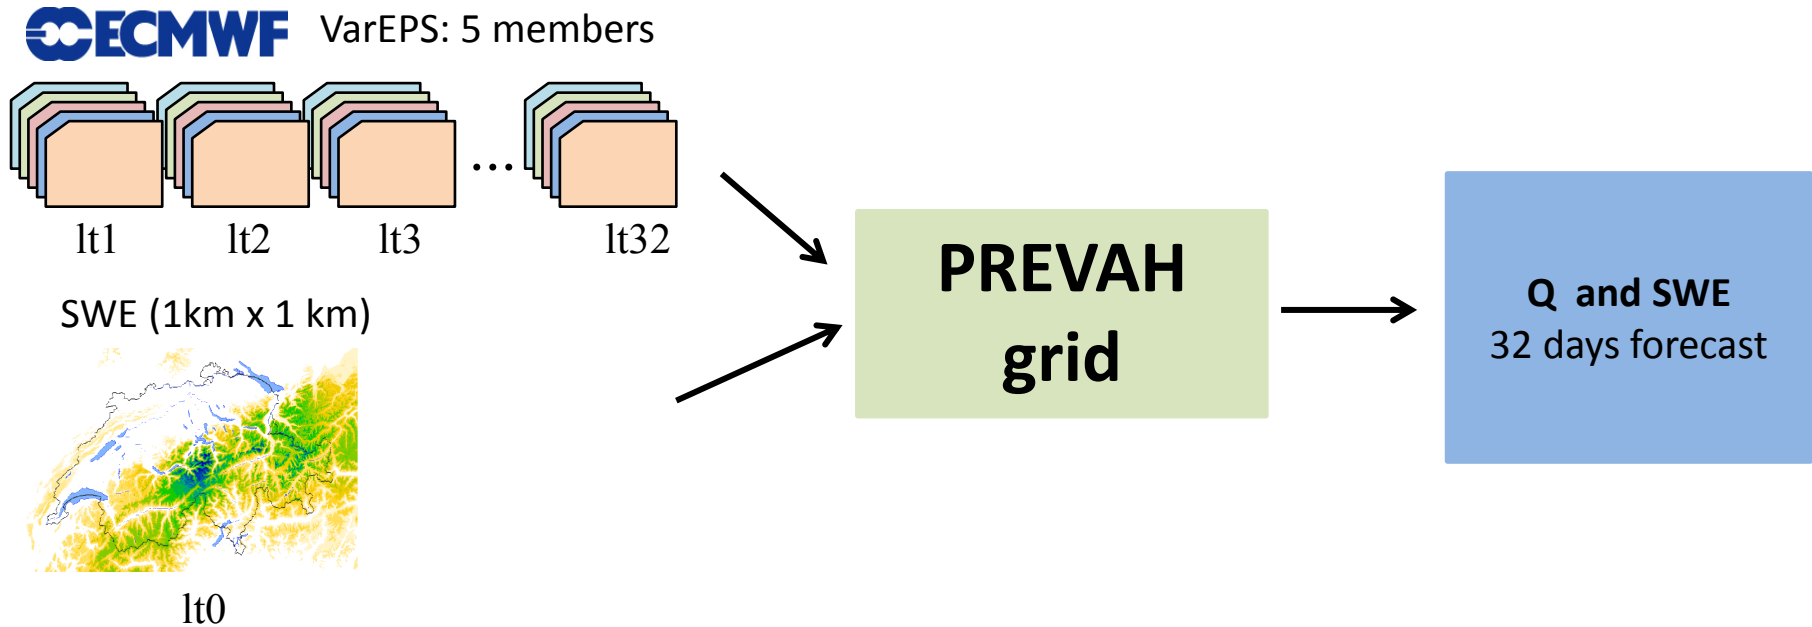 ECMWF VarEPS: 5 members
...
lt1 lt2 lt3 lt32
SWE (1km x 1 km)
lt0
PREVAH
grid
Q and SWE
32 days forecast